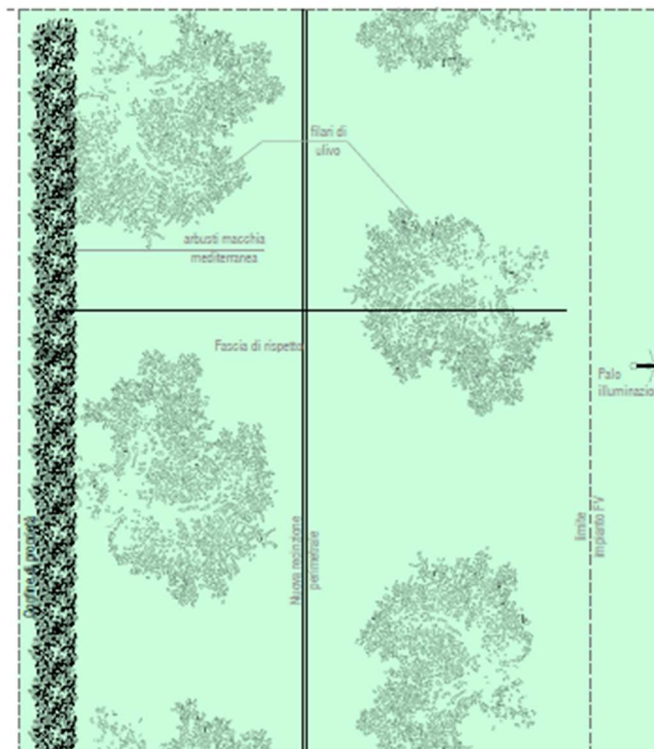 filari di
ulivo
arbusti macchia
mediterranea
Fascia di rispetto
Palo
illuminazio
limite
impianto FV
Nuova recinzione
perimetrale